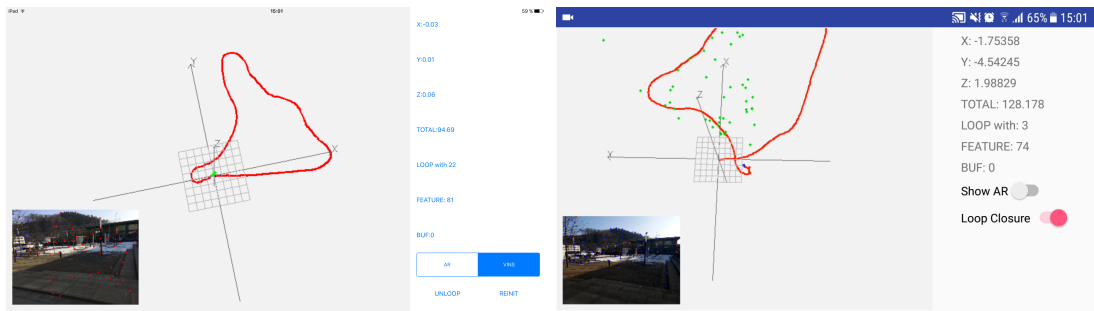 iPad
15:01
59 %
X:-0.03
Y:0.01
Z:0.06
TOTAL:94.69
LOOP with 22
FEATURE: 81
BUF:0
AR
VINS
UNLOOP
REINIT
Y
Z
X
65%
15:01
X: -1.75358
Y: -4.54245
Z: 1.98829
TOTAL: 128.178
LOOP with: 3
FEATURE: 74
BUF: 0
Show AR
Loop Closure
X
Z
Y